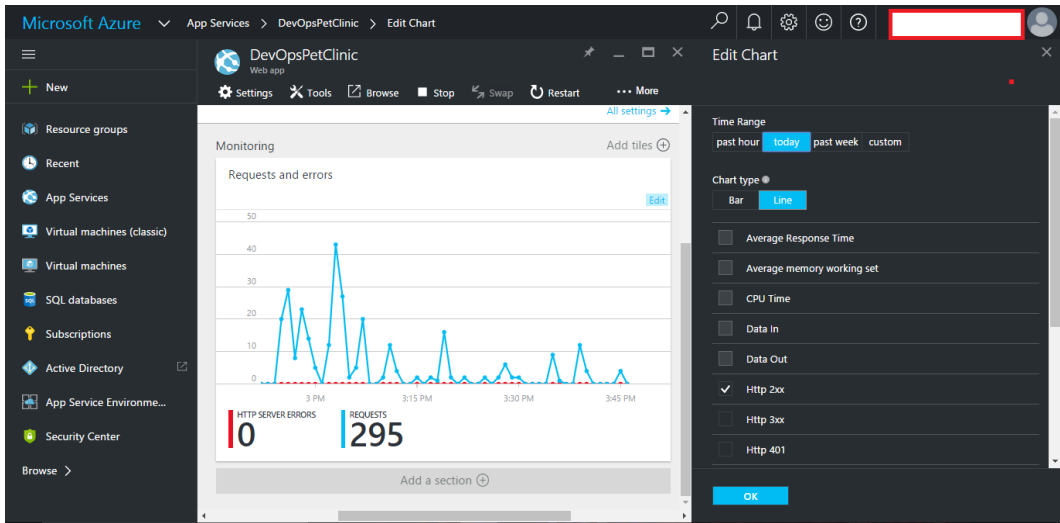 Microsoft Azure App Services > DevOpsPetClinic > Edit Chart
New
Resource groups
Recent
App Services
Virtual machines (classic)
Virtual machines
SQL databases
Subscriptions
Active Directory
App Service Environme...
Security Center
Browse >
DevOpsPetClinic
Web app
Settings Tools Browse Stop Swap Restart ... More
All settings →
Monitoring Add tiles
Requests and errors
Edit
50
40
30
20
10
0
3 PM 3:15 PM 3:30 PM 3:45 PM
HTTP SERVER ERRORS REQUESTS
0 295
Add a section
Edit Chart
Time Range
past hour today past week custom
Chart type
Bar Line
Average Response Time
Average memory working set
CPU Time
Data In
Data Out
Http 2xx
Http 3xx
Http 401
OK